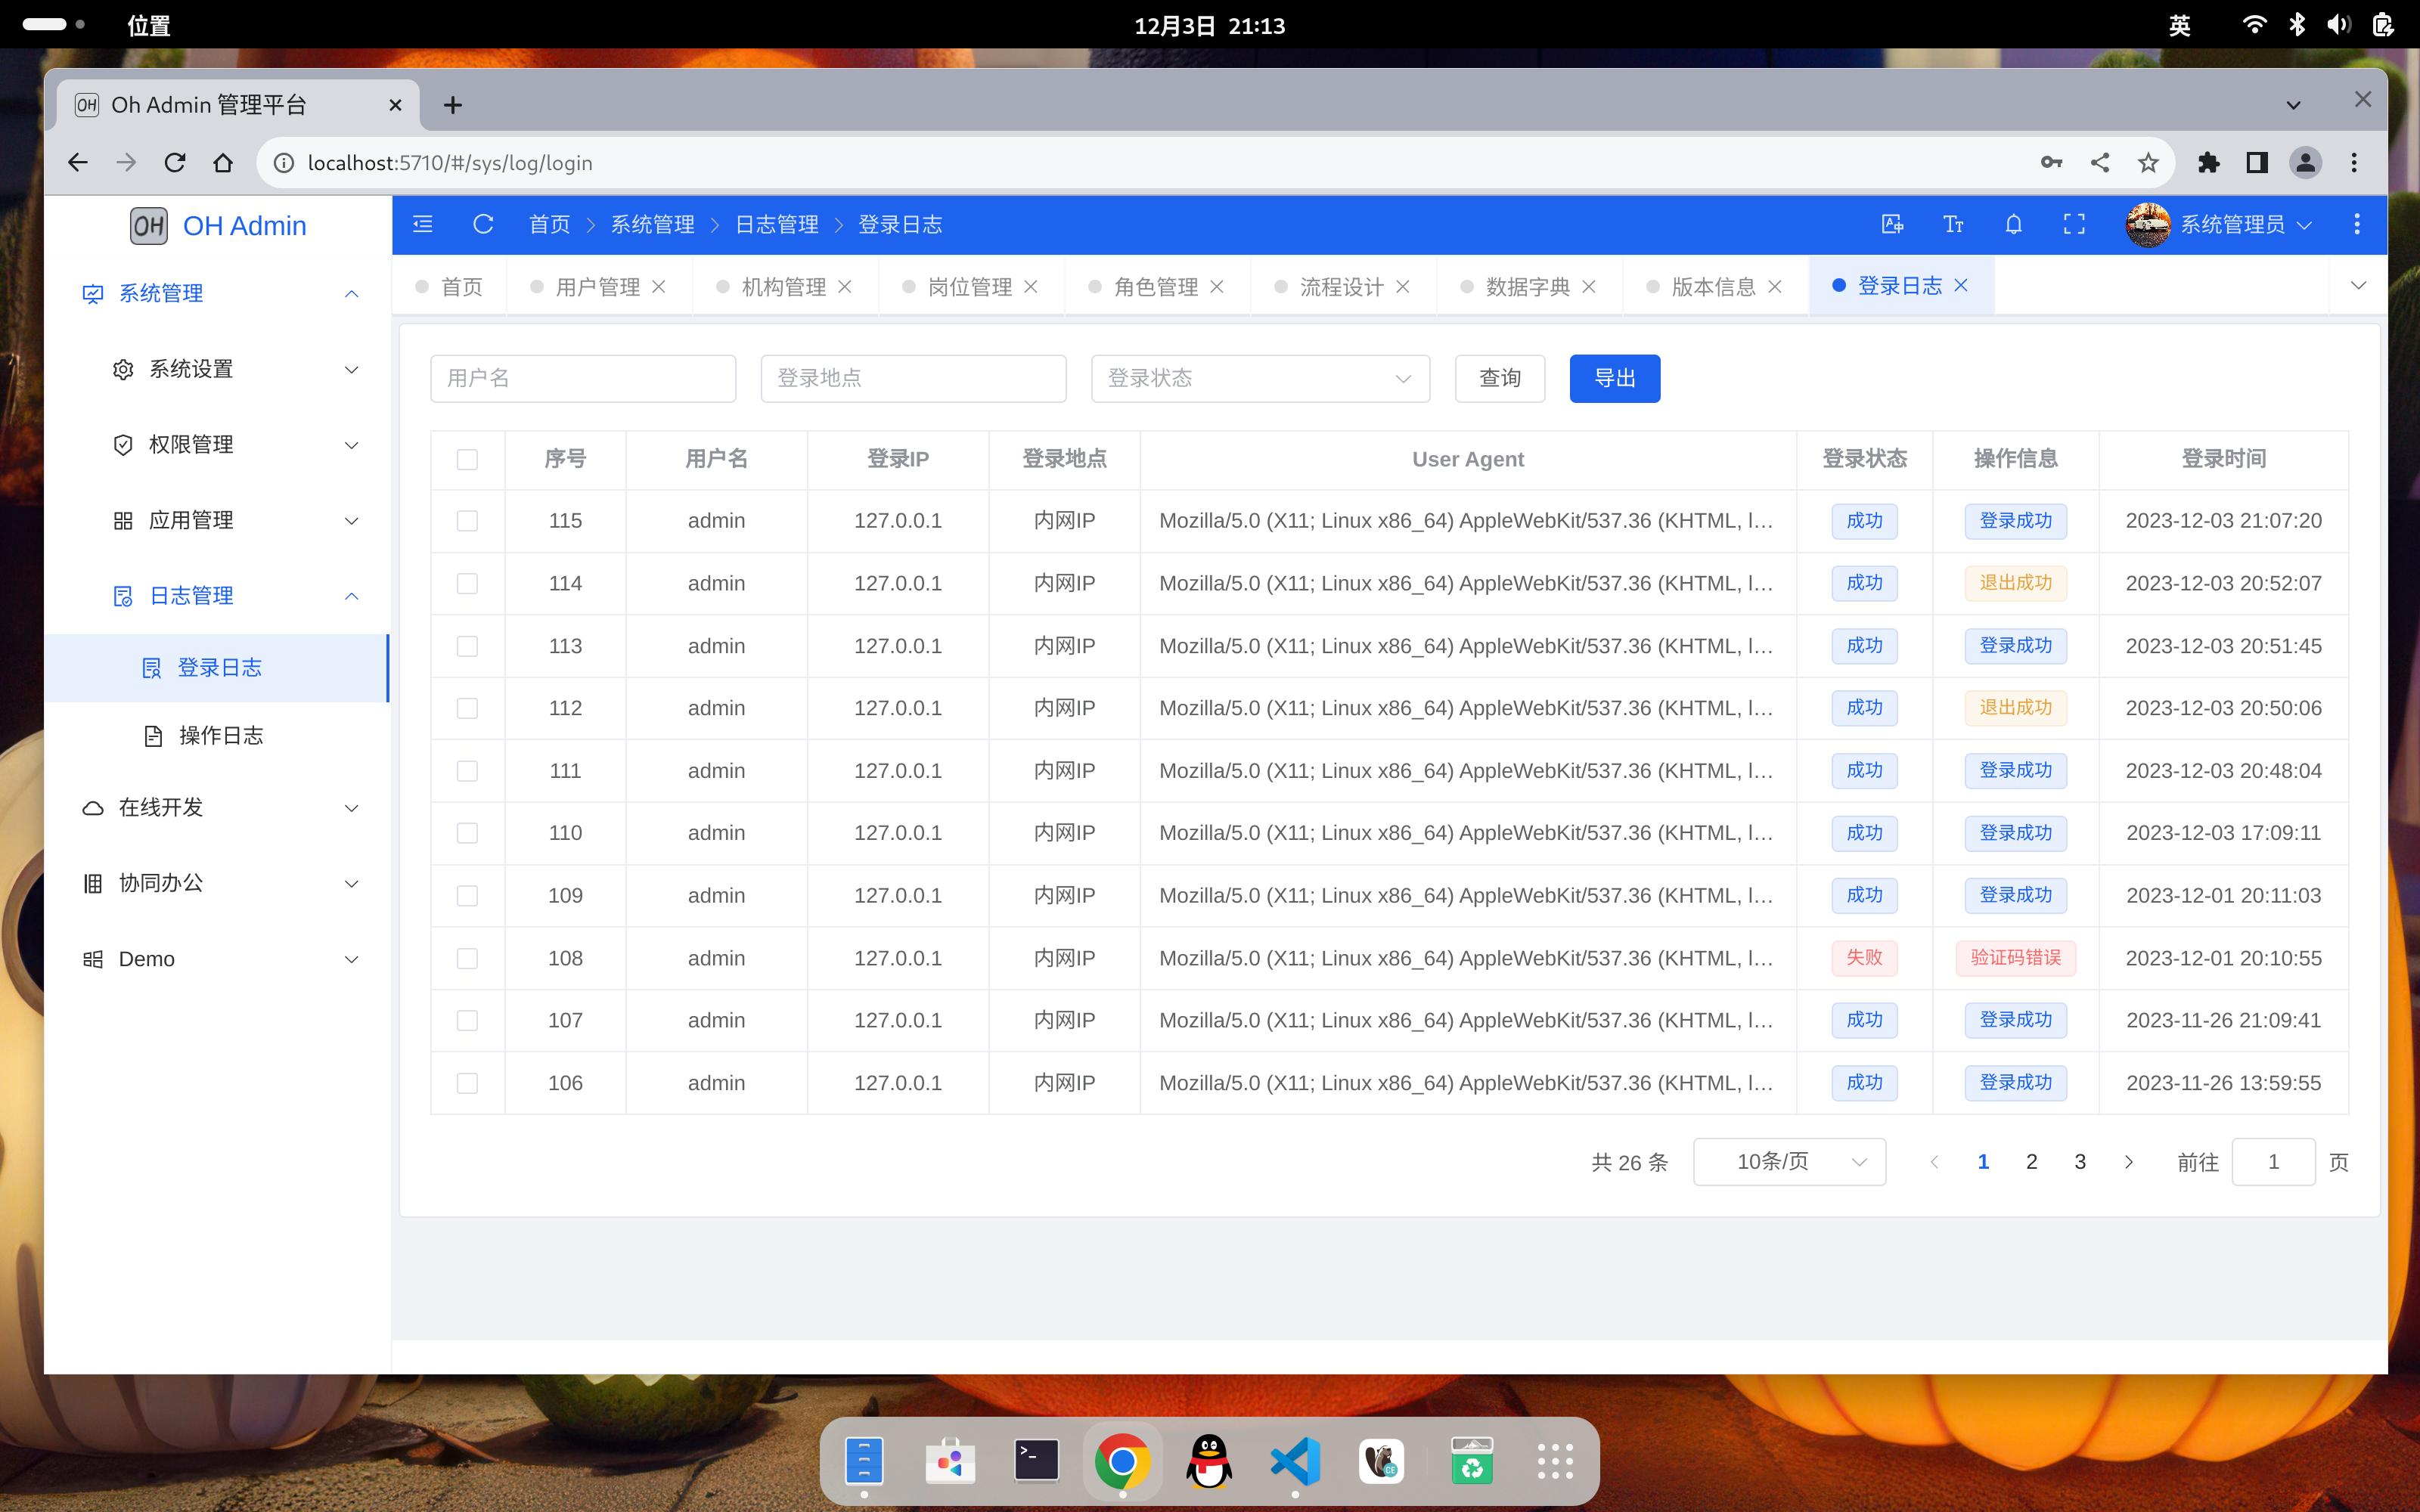 位置 12月3日 21:13 英
OH Oh Admin 管理平台
localhost:5710/#/sys/log/login
OH OH Admin 首页 系统管理 日志管理 登录日志 系统管理员
首页 用户管理 机构管理 岗位管理 角色管理 流程设计 数据字典 版本信息 登录日志
系统管理
系统设置
权限管理
应用管理
日志管理
登录日志
操作日志
在线开发
协同办公
Demo
用户名 登录地点 登录状态 查询 导出
序号 用户名 登录IP 登录地点 User Agent 登录状态 操作信息 登录时间
115 admin 127.0.0.1 内网IP Mozilla/5.0 (X11; Linux x86_64) AppleWebKit/537.36 (KHTML, l... 成功 登录成功 2023-12-03 21:07:20
114 admin 127.0.0.1 内网IP Mozilla/5.0 (X11; Linux x86_64) AppleWebKit/537.36 (KHTML, l... 成功 退出成功 2023-12-03 20:52:07
113 admin 127.0.0.1 内网IP Mozilla/5.0 (X11; Linux x86_64) AppleWebKit/537.36 (KHTML, l... 成功 登录成功 2023-12-03 20:51:45
112 admin 127.0.0.1 内网IP Mozilla/5.0 (X11; Linux x86_64) AppleWebKit/537.36 (KHTML, l... 成功 退出成功 2023-12-03 20:50:06
111 admin 127.0.0.1 内网IP Mozilla/5.0 (X11; Linux x86_64) AppleWebKit/537.36 (KHTML, l... 成功 登录成功 2023-12-03 20:48:04
110 admin 127.0.0.1 内网IP Mozilla/5.0 (X11; Linux x86_64) AppleWebKit/537.36 (KHTML, l... 成功 登录成功 2023-12-03 17:09:11
109 admin 127.0.0.1 内网IP Mozilla/5.0 (X11; Linux x86_64) AppleWebKit/537.36 (KHTML, l... 成功 登录成功 2023-12-01 20:11:03
108 admin 127.0.0.1 内网IP Mozilla/5.0 (X11; Linux x86_64) AppleWebKit/537.36 (KHTML, l... 失败 验证码错误 2023-12-01 20:10:55
107 admin 127.0.0.1 内网IP Mozilla/5.0 (X11; Linux x86_64) AppleWebKit/537.36 (KHTML, l... 成功 登录成功 2023-11-26 21:09:41
106 admin 127.0.0.1 内网IP Mozilla/5.0 (X11; Linux x86_64) AppleWebKit/537.36 (KHTML, l... 成功 登录成功 2023-11-26 13:59:55
共 26 条 10条/页 1 2 3 前往 1 页
CE